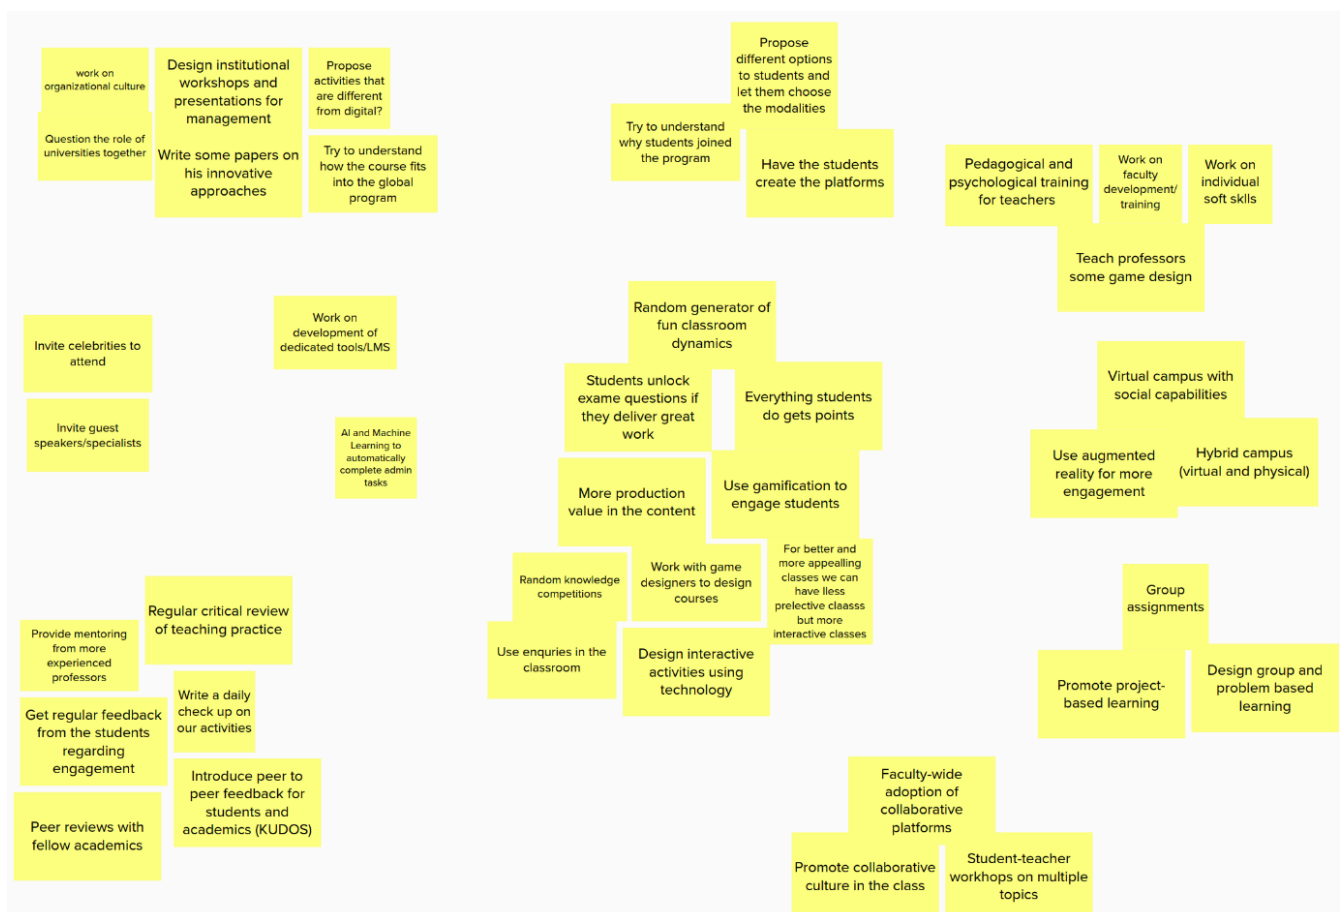 work on
organizational culture
Design institutional
workshops and
presentations for
management
Propose
activities that
are different
from digital?
Question the role of
universities together
Write some papers on
his innovative
approaches
Try to understand
how the course fits
into the global
program
Propose
different options
to students and
let them choose
the modalities
Try to understand
why students joined
the program
Have the students
create the platforms
Pedagogical and
psychological training
for teachers
Work on
faculty
development/
training
Work on
individual
soft sklls
Teach professors
some game design
Invite celebrities to
attend
Invite guest
speakers/specialists
Work on
development of
dedicated tools/LMS
AI and Machine
Learning to
automatically
complete admin
tasks
Random generator of
fun classroom
dynamics
Students unlock
exame questions if
they deliver great
work
Everything students
do gets points
More production
value in the content
Use gamification to
engage students
Random knowledge
competitions
Work with game
designers to design
courses
For better and
more appealling
classes we can
have lless
prelective claasss
but more
interactive classes
Use enquries in the
classroom
Design interactive
activities using
technology
Virtual campus with
social capabilities
Use augmented
reality for more
engagement
Hybrid campus
(virtual and physical)
Group
assignments
Promote project-
based learning
Design group and
problem based
learning
Regular critical review
of teaching practice
Provide mentoring
from more
experienced
professors
Write a daily
check up on
our activities
Get regular feedback
from the students
regarding
engagement
Introduce peer to
peer feedback for
students and
academics (KUDOS)
Peer reviews with
fellow academics
Faculty-wide
adoption of
collaborative
platforms
Promote collaborative
culture in the class
Student-teacher
workhops on multiple
topics